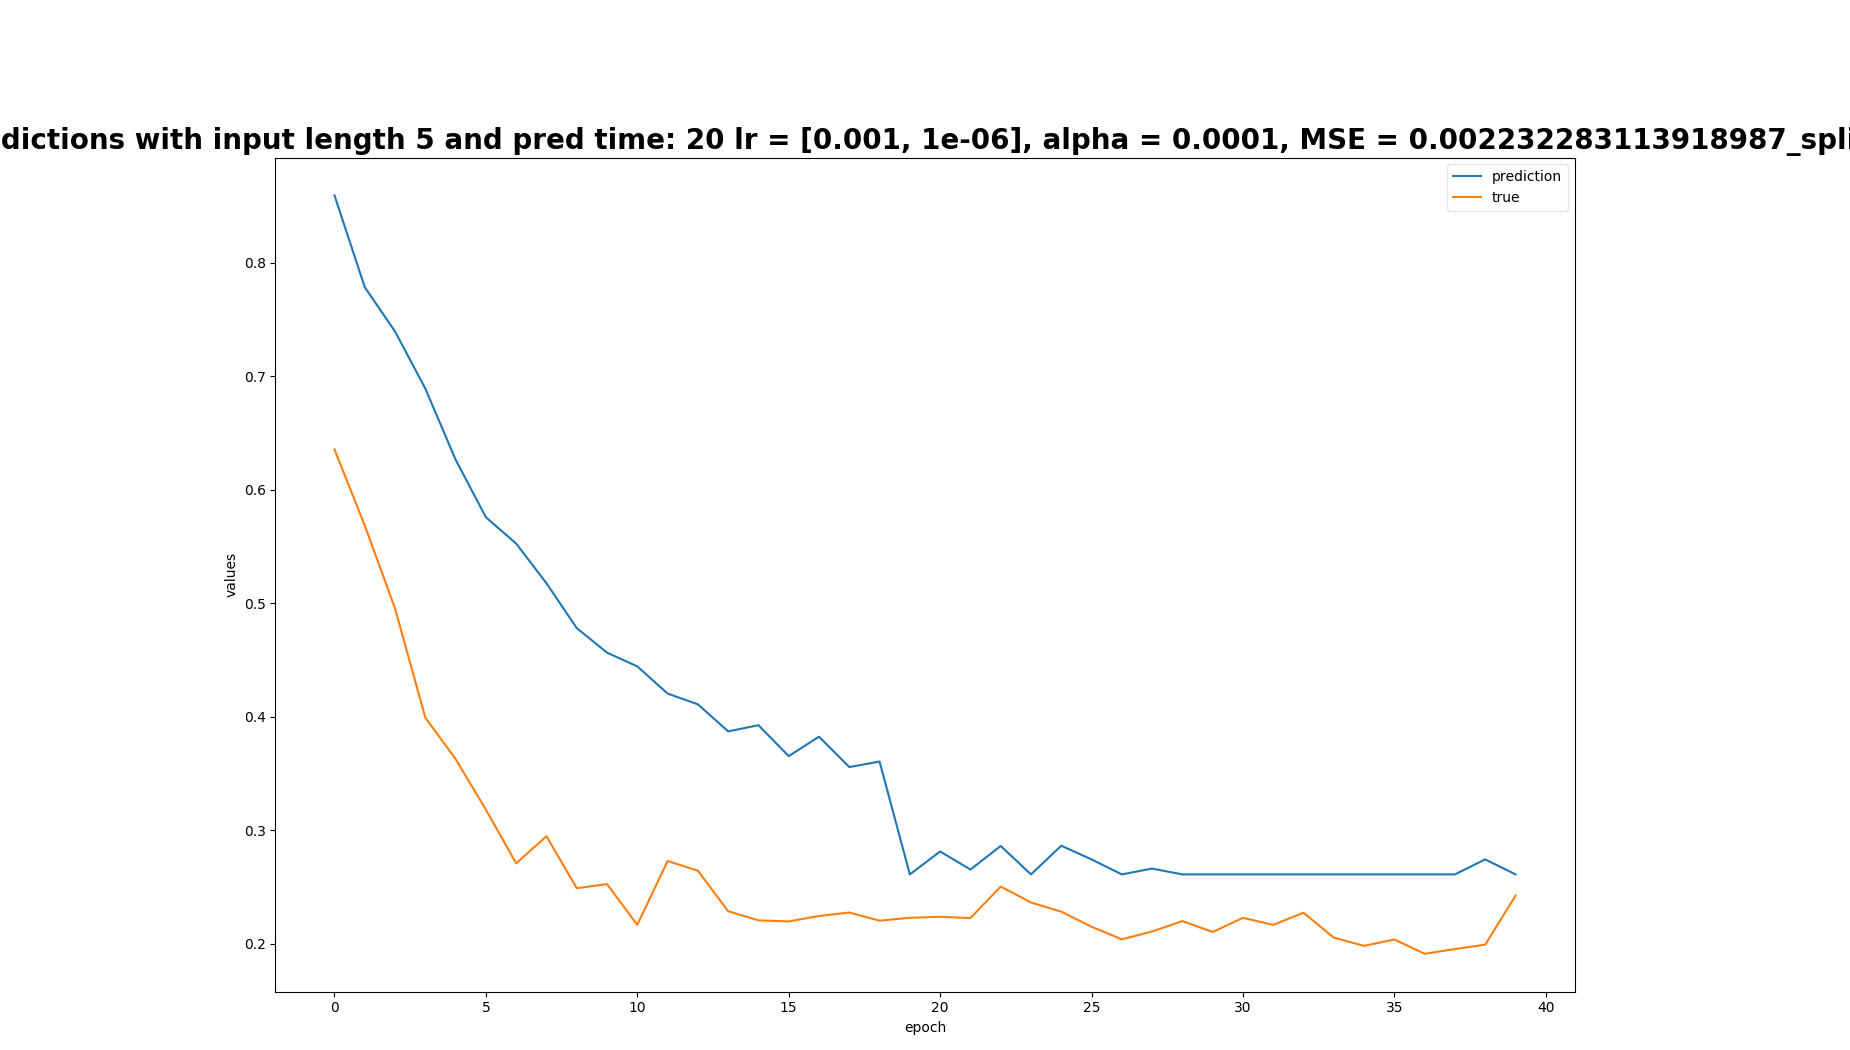 dictions with input length 5 and pred time: 20 lr = [0.001, 1e-06], alpha = 0.0001, MSE = 0.002232283113918987_spli
prediction
true
0.8
0.7
0.6
0.5
0.4
0.3
0.2
values
0 5 10 15 20 25 30 35 40
epoch